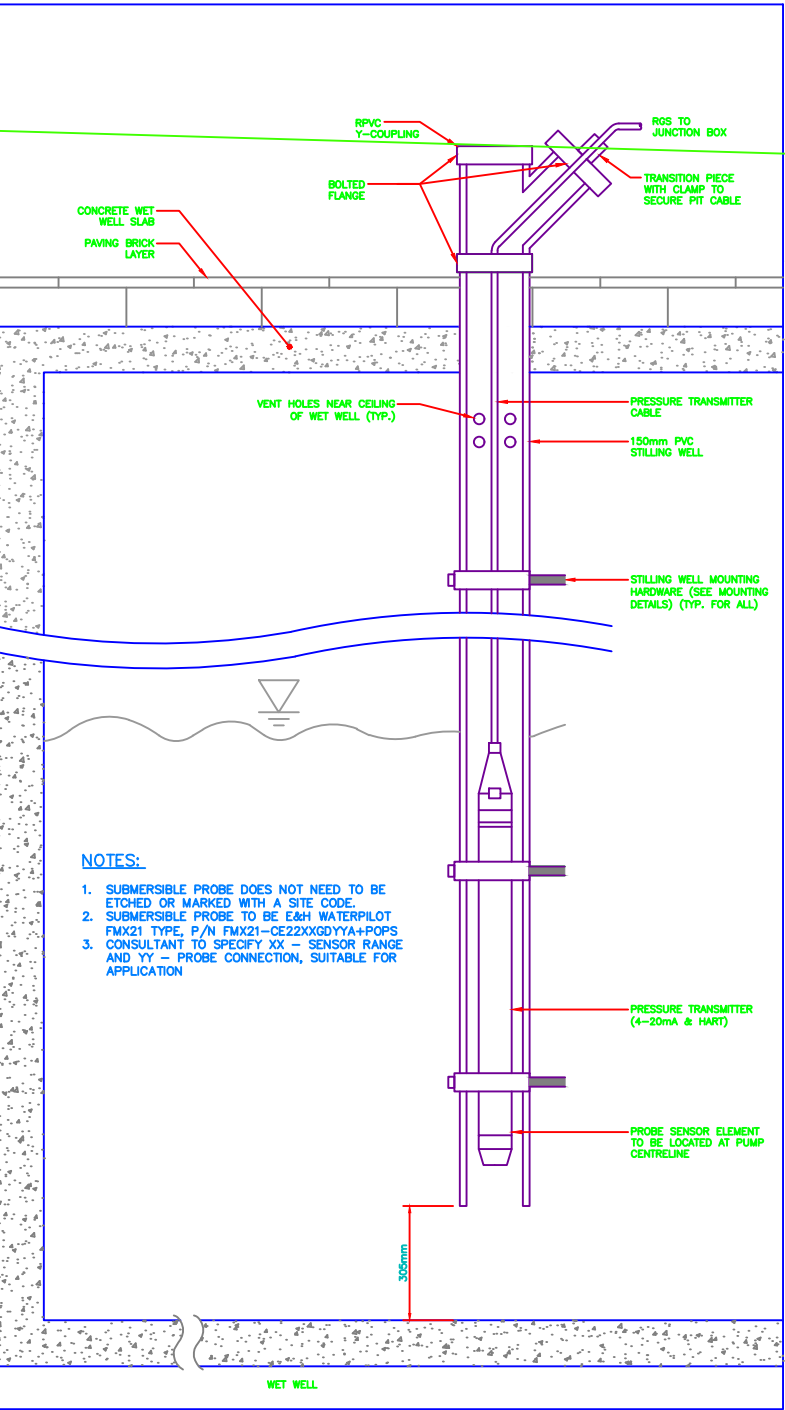 RPVC
Y-COUPLING
RGS TO
JUNCTION BOX
BOLTED
FLANGE
TRANSITION PIECE
WITH CLAMP TO
SECURE PIT CABLE
CONCRETE WET
WELL SLAB
PAVING BRICK
LAYER
VENT HOLES NEAR CEILING
OF WET WELL (TYP.)
PRESSURE TRANSMITTER
CABLE
150mm PVC
STILLING WELL
STILLING WELL MOUNTING
HARDWARE (SEE MOUNTING
DETAILS) (TYP. FOR ALL)
NOTES:
1. SUBMERSIBLE PROBE DOES NOT NEED TO BE
ETCHED OR MARKED WITH A SITE CODE.
2. SUBMERSIBLE PROBE TO BE E&H WATERPILOT
FMX21 TYPE, P/N FMX21-CE22XXGDYYA+POPS
3. CONSULTANT TO SPECIFY XX - SENSOR RANGE
AND YY - PROBE CONNECTION, SUITABLE FOR
APPLICATION
PRESSURE TRANSMITTER
(4-20mA & HART)
PROBE SENSOR ELEMENT
TO BE LOCATED AT PUMP
CENTRELINE
305mm
WET WELL